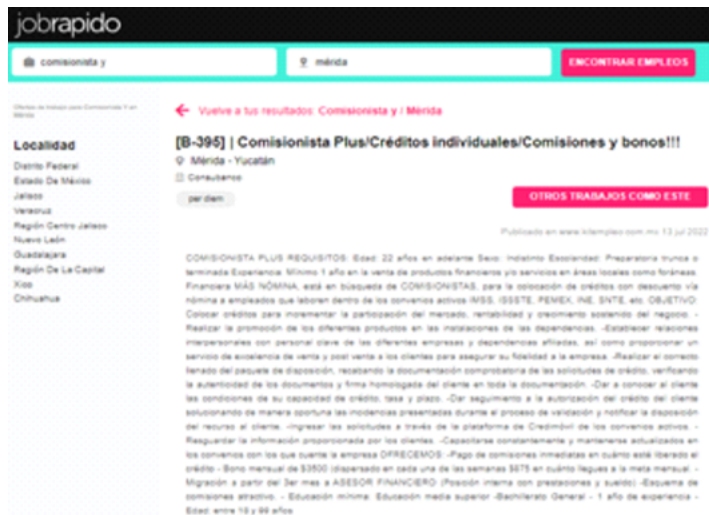 jobrapido
comisionista y
mérida
ENCONTRAR EMPLEOS
Ofertas de trabajo para Comisionista Y en
Mérida
Vuelve a tus resultados: Comisionista y / Mérida
Localidad
Distrito Federal
Estado De México
Jalisco
Veracruz
Región Centro Jalisco
Nuevo León
Guadalajara
Región De La Capital
Xico
Chihuahua
[B-395] | Comisionista Plus/Créditos individuales/Comisiones y bonos!!!
Mérida - Yucatán
Consubanco
per diem
OTROS TRABAJOS COMO ESTE
Publicado en www.kitempleo.com.mx 13 jul 2022
COMISIONISTA PLUS REQUISITOS: Edad: 22 años en adelante Sexo: Indistinto Escolaridad: Preparatoria trunca o
terminada Experiencia: Mínimo 1 año en la venta de productos financieros y/o servicios en áreas locales como foráneas.
Financiera MÁS NÓMINA, está en búsqueda de COMISIONISTAS, para la colocación de créditos con descuento vía
nómina a empleados que laboren dentro de los convenios activos IMSS, ISSSTE, PEMEX, INE, SNTE, etc. OBJETIVO:
Colocar créditos para incrementar la participación del mercado, rentabilidad y crecimiento sostenido del negocio. -
Realizar la promoción de los diferentes productos en las instalaciones de las dependencias. -Establecer relaciones
interpersonales con personal clave de las diferentes empresas y dependencias afiliadas, así como proporcionar un
servicio de excelencia de venta y post venta a los clientes para asegurar su fidelidad a la empresa. -Realizar el correcto
llenado del paquete de disposición, recabando la documentación comprobatoria de las solicitudes de crédito, verificando
la autenticidad de los documentos y firma homologada del cliente en toda la documentación. -Dar a conocer al cliente
las condiciones de su capacidad de crédito, tasa y plazo. -Dar seguimiento a la autorización del crédito del cliente
solucionando de manera oportuna las incidencias presentadas durante el proceso de validación y notificar la disposición
del recurso al cliente. -Ingresar las solicitudes a través de la plataforma de Credimóvil de los convenios activos. -
Resguardar la información proporcionada por los clientes. -Capacitarse constantemente y mantenerse actualizados en
los convenios con los que cuente la empresa OFRECEMOS: -Pago de comisiones inmediatas en cuánto esté liberado el
crédito - Bono mensual de $3500 (dispersado en cada una de las semanas $875 en cuánto llegues a la meta mensual. -
Migración a partir del 3er mes a ASESOR FINANCIERO (Posición interna con prestaciones y sueldo) -Esquema de
comisiones atractivo. - Educación mínima: Educación media superior -Bachillerato General - 1 año de experiencia -
Edad: entre 18 y 99 años